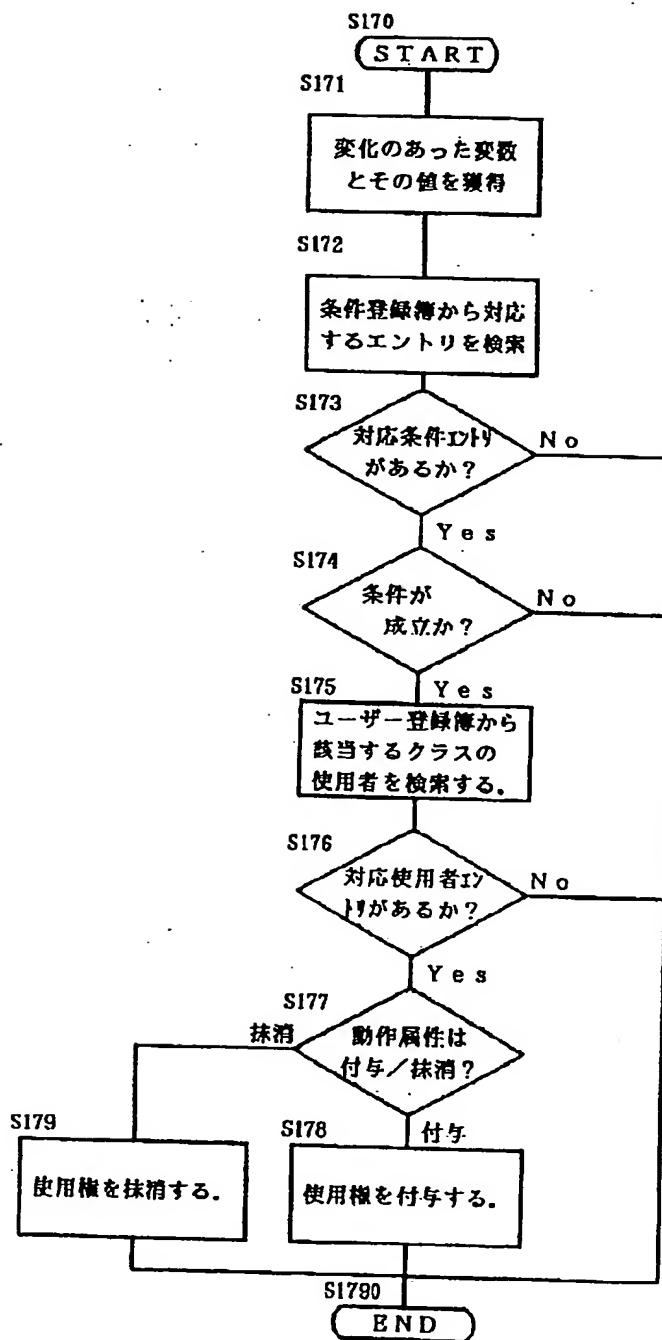 S170
START
S171
変化のあった変数
とその値を獲得
S172
条件登録簿から対応
するエントリを検索
S173
対応条件エントリ
があるか?
No
Yes
S174
条件が
成立か?
No
Yes
S175
ユーザー登録簿から
該当するクラスの
使用者を検索する。
S176
対応使用者エン
トリがあるか?
No
Yes
S177
抹消
動作属性は
付与/抹消?
付与
S179
使用権を抹消する。
S178
使用権を付与する。
S1790
END